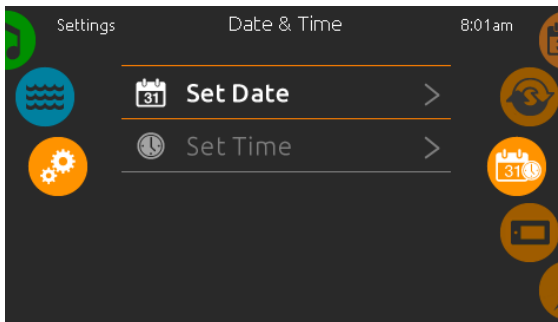 Settings
Date & Time
8:01am
31
Set Date
Set Time
31